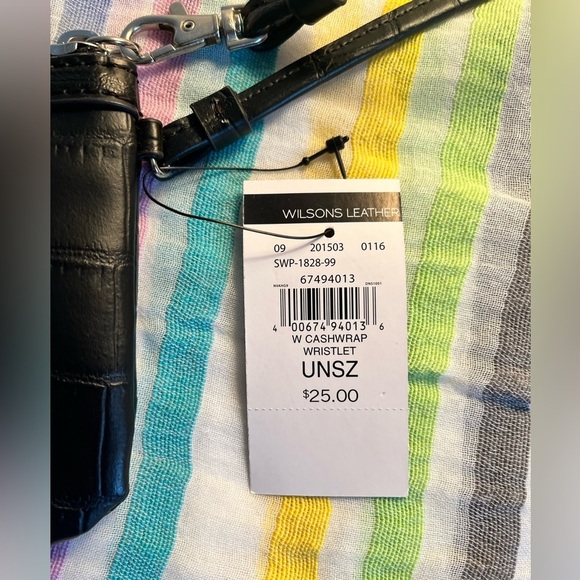 WILSONS LEATHER
09 201503 0116
SWP-1828-99
67494013
4 00674 94013 6
W CASHWRAP
WRISTLET
UNSZ
$25.00